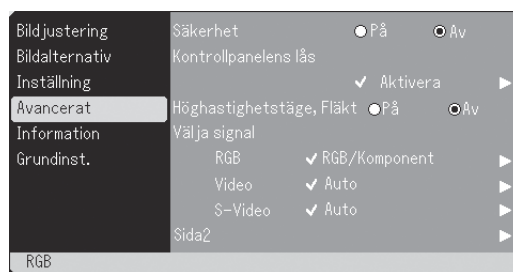 Bildjustering
Bildalternativ
Inställning
Avancerat
Information
Grundinst.
Säkerhet På Av
Kontrollpanelens lås
✓ Aktivera
Höghastighetstäge, Fläkt På Av
Välja signal
RGB ✓ RGB/Komponent
Video ✓ Auto
S-Video ✓ Auto
Sida2
RGB